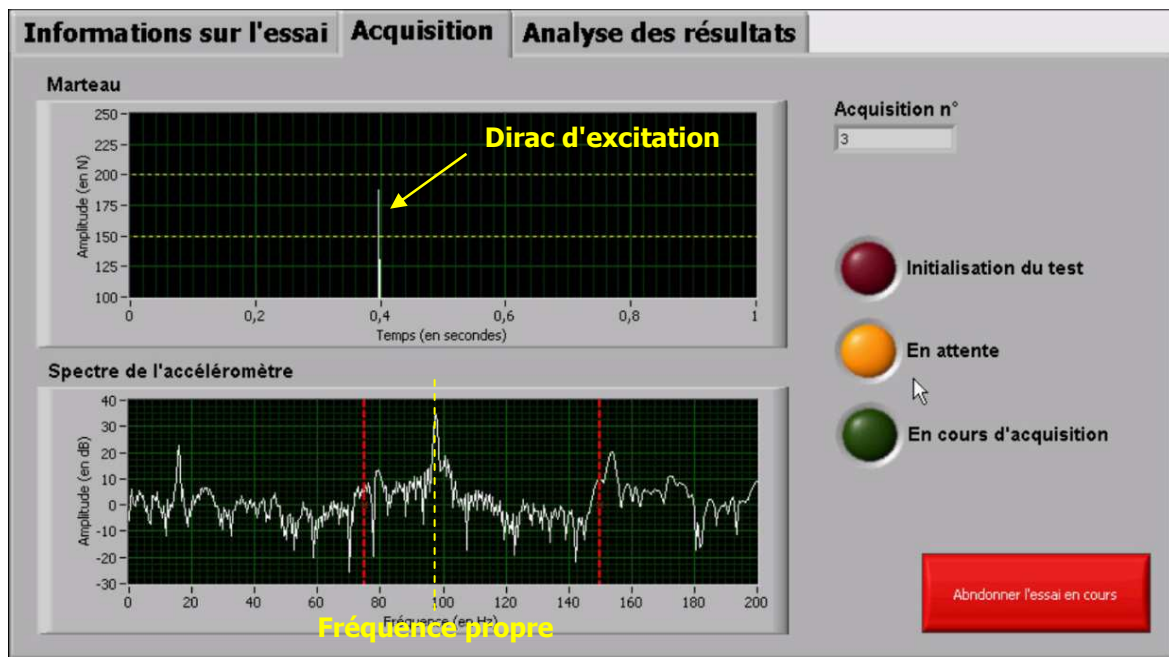 Informations sur l'essai Acquisition Analyse des résultats
Marteau
Amplitude (en N)
250
225
200
175
150
125
100
0 0,2 0,4 0,6 0,8 1
Temps (en secondes)
Dirac d'excitation
Spectre de l'accéléromètre
Amplitude (en dB)
40
30
20
10
0
-10
-20
-30
0 20 40 60 80 100 120 140 160 180 200
Fréquence (en Hz)
Fréquence propre
Acquisition n°
3
Initialisation du test
En attente
En cours d'acquisition
Abndonner l'essai en cours